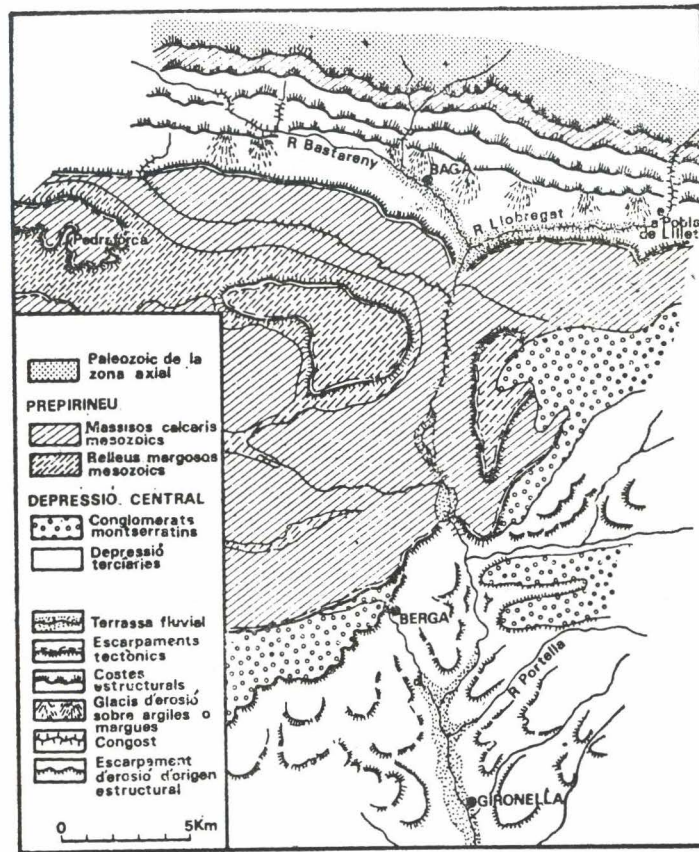 R Bastareny
BAGA
R. Llobregat
La Pobla
de Lillet
Pedraforca
Paleozoic de la
zona axial
PREPIRINEU
Massisos calcaris
mesozoics
Relleus margosos
mesozoics
DEPRESSIÓ. CENTRAL
Conglomerats
montserratins
Depressió
terciaries
Terrassa fluvial
Escarpaments
tectònics
Costes
estructurals
Glacis d'erosió
sobre argiles o
margues
Congost
Escarpament
d'erosió d'origen
estructural
0 5Km
BERGA
R Portella
GIRONELLA